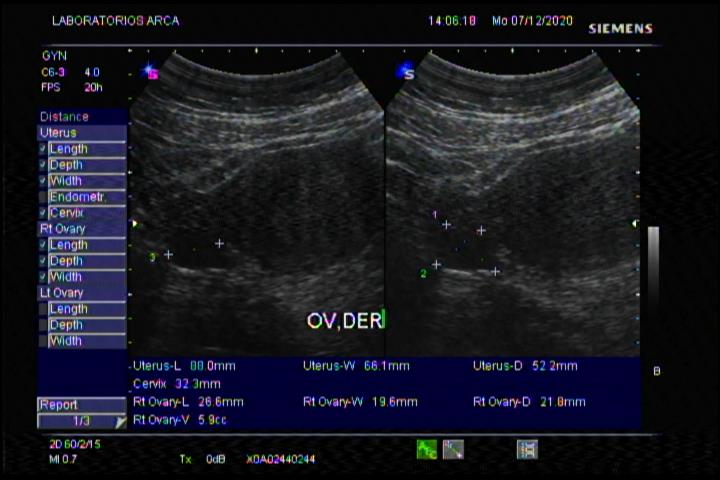 LABORATORIOS ARCA
14:06:18 Mo 07/12/2020
SIEMENS
GYN
C6-3 4.0
FPS 20h
Distance
Uterus
Length
Depth
Width
Endometr.
Cervix
Rt Ovary
Length
Depth
Width
Lt Ovary
Length
Depth
Width
S
S
1
2
3
OV,DER
Uterus-L 88.0mm Uterus-W 66.1mm Uterus-D 52.2mm
Cervix 32.3mm
Rt Ovary-L 26.6mm Rt Ovary-W 19.6mm Rt Ovary-D 21.8mm
Rt Ovary-V 5.9cc
B
Report
1/3
2D 60/2/15
MI 0.7 Tx 0dB X0A02440244